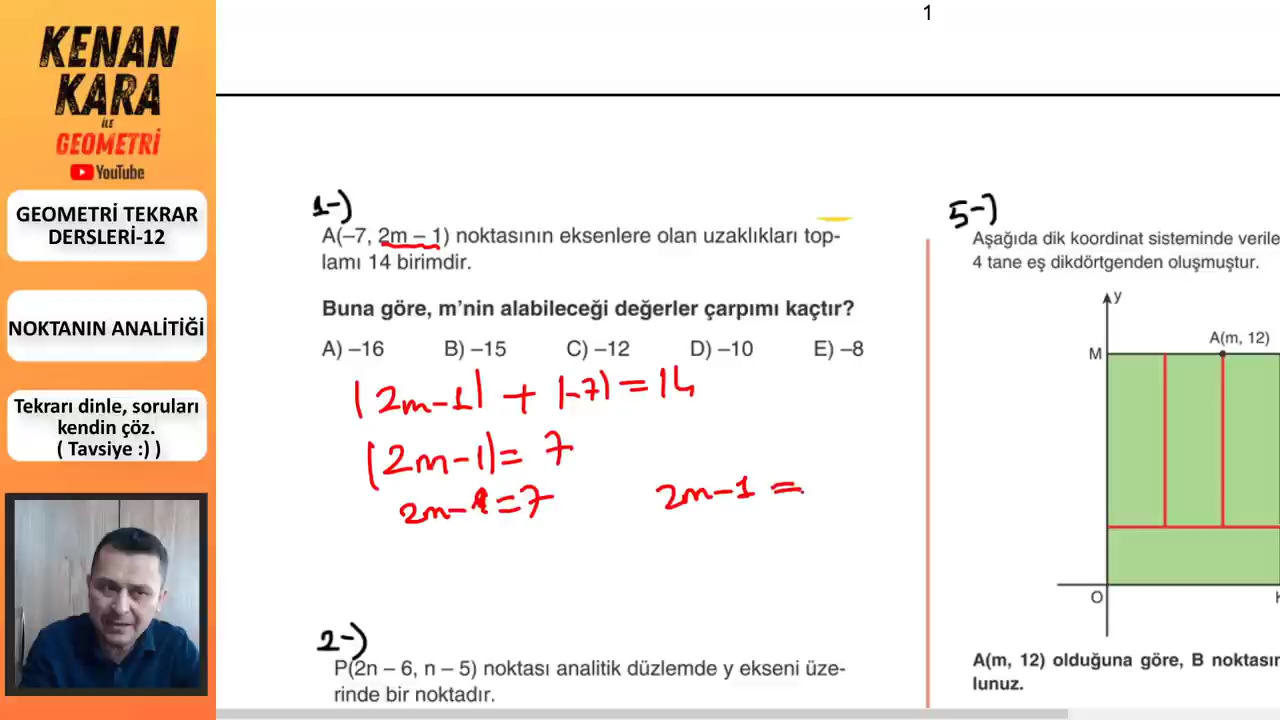 KENAN
KARA
İLE
GEOMETRİ
YouTube
GEOMETRİ TEKRAR
DERSLERİ-12
NOKTANIN ANALİTİĞİ
Tekrarı dinle, soruları
kendin çöz.
( Tavsiye :) )
1
1-)
A(–7, 2m – 1) noktasının eksenlere olan uzaklıkları top-
lamı 14 birimdir.
Buna göre, m'nin alabileceği değerler çarpımı kaçtır?
A) –16 B) –15 C) –12 D) –10 E) –8
|2m-1| + |-7| = 14
|2m-1| = 7
2m-1=7 2m-1 =
2-)
P(2n – 6, n – 5) noktası analitik düzlemde y ekseni üze-
rinde bir noktadır.
5-)
Aşağıda dik koordinat sisteminde verile
4 tane eş dikdörtgenden oluşmuştur.
y
A(m, 12)
M
O
A(m, 12) olduğuna göre, B noktasın
lunuz.